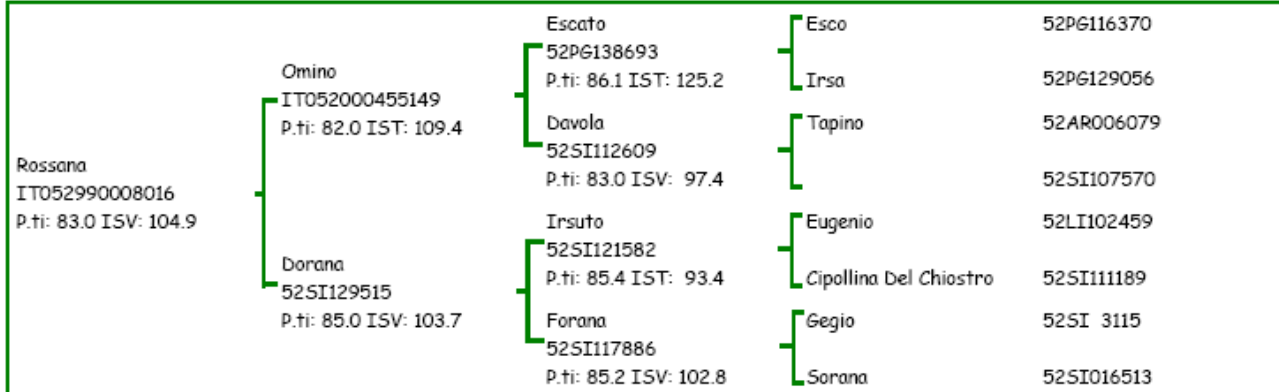 Rossana
IT052990008016
P.ti: 83.0 ISV: 104.9
Omino
IT052000455149
P.ti: 82.0 IST: 109.4
Dorana
52SI129515
P.ti: 85.0 ISV: 103.7
Escato
52PG138693
P.ti: 86.1 IST: 125.2
Davola
52SI112609
P.ti: 83.0 ISV: 97.4
Irsuto
52SI121582
P.ti: 85.4 IST: 93.4
Forana
52SI117886
P.ti: 85.2 ISV: 102.8
Esco 52PG116370
Irsa 52PG129056
Tapino 52AR006079
52SI107570
Eugenio 52LI102459
Cipollina Del Chiostro 52SI111189
Gegio 52SI 3115
Sorana 52SI016513